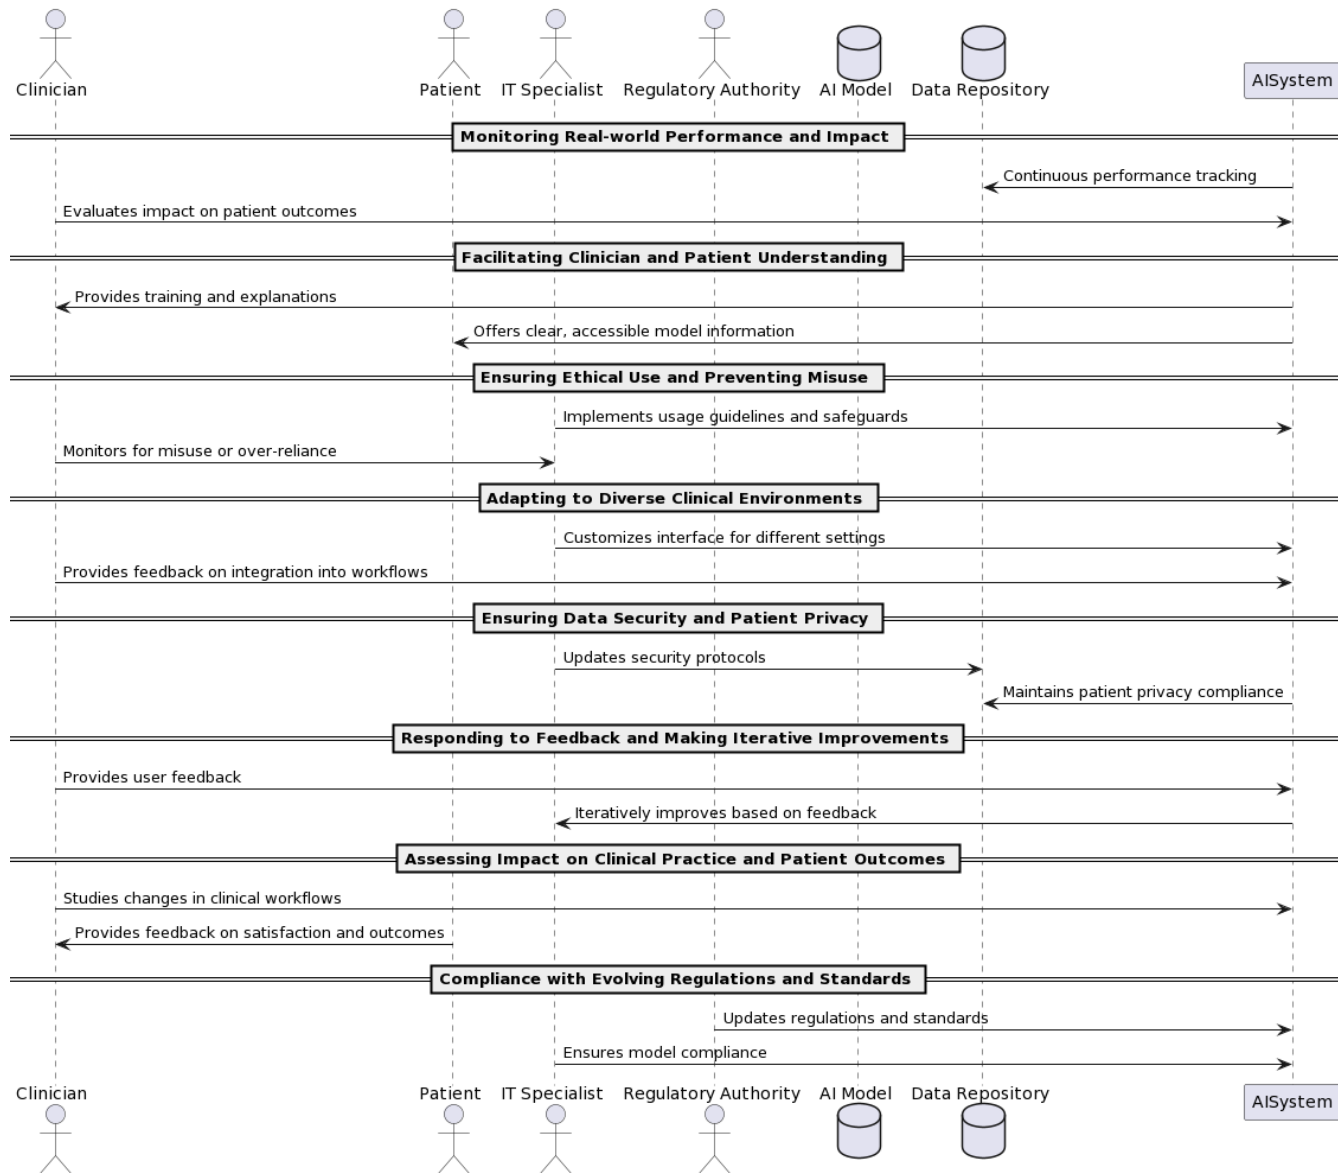 Clinician
Patient
IT Specialist
Regulatory Authority
AI Model
Data Repository
AISystem
Monitoring Real-world Performance and Impact
Continuous performance tracking
Evaluates impact on patient outcomes
Facilitating Clinician and Patient Understanding
Provides training and explanations
Offers clear, accessible model information
Ensuring Ethical Use and Preventing Misuse
Implements usage guidelines and safeguards
Monitors for misuse or over-reliance
Adapting to Diverse Clinical Environments
Customizes interface for different settings
Provides feedback on integration into workflows
Ensuring Data Security and Patient Privacy
Updates security protocols
Maintains patient privacy compliance
Responding to Feedback and Making Iterative Improvements
Provides user feedback
Iteratively improves based on feedback
Assessing Impact on Clinical Practice and Patient Outcomes
Studies changes in clinical workflows
Provides feedback on satisfaction and outcomes
Compliance with Evolving Regulations and Standards
Updates regulations and standards
Ensures model compliance
Clinician
Patient
IT Specialist
Regulatory Authority
AI Model
Data Repository
AISystem